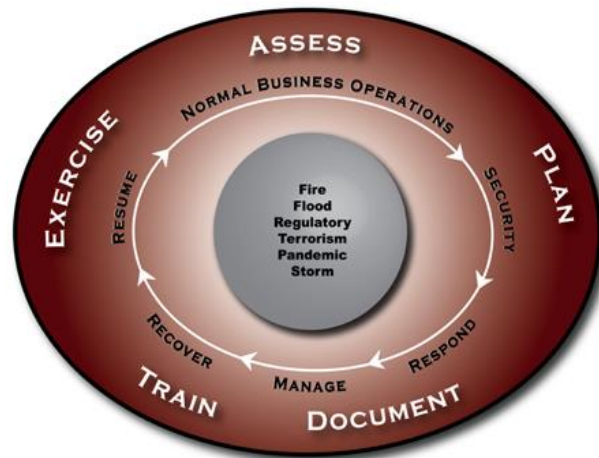 ASSESS
NORMAL BUSINESS OPERATIONS
EXERCISE
PLAN
RESUME
SECURITY
Fire
Flood
Regulatory
Terrorism
Pandemic
Storm
RECOVER
RESPOND
MANAGE
TRAIN
DOCUMENT